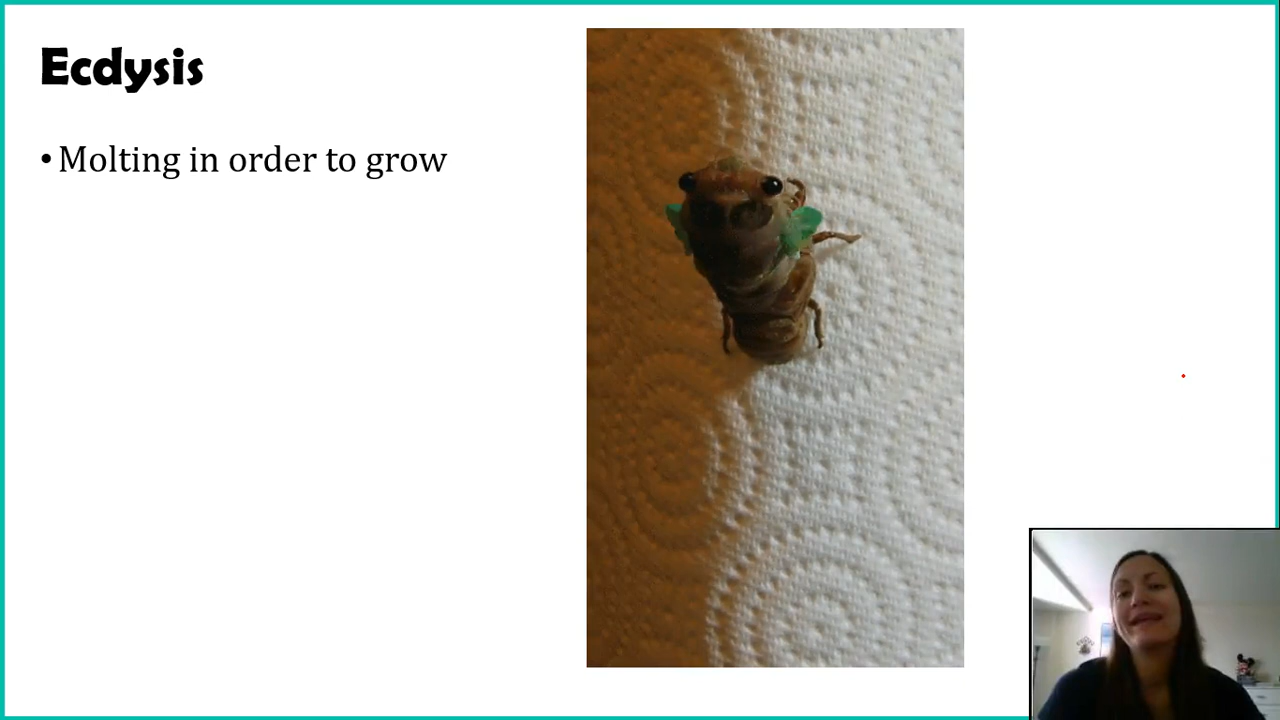 Ecdysis
• Molting in order to grow